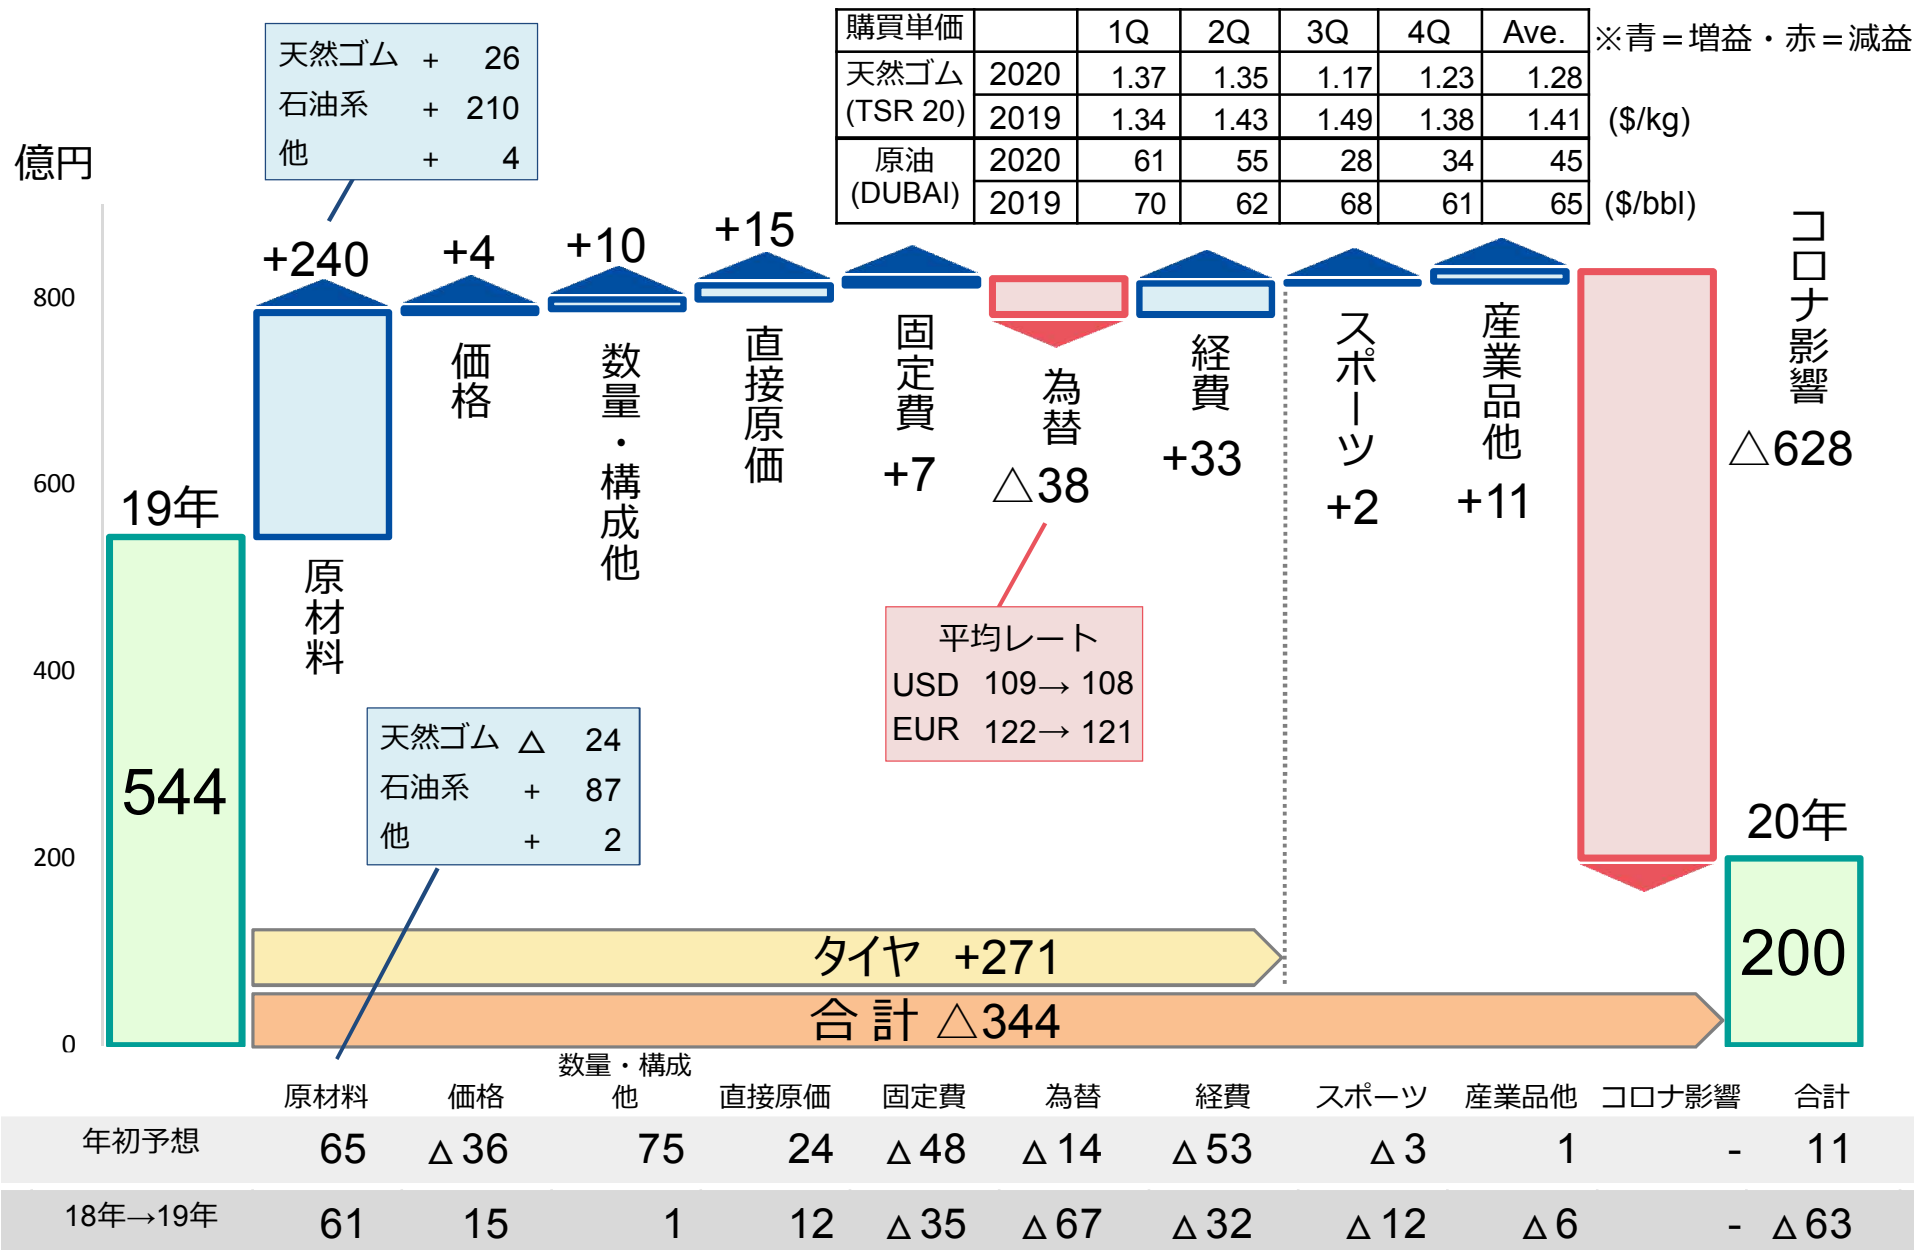 天然ゴム + 26
石油系 + 210
他 + 4
購買単価 1Q 2Q 3Q 4Q Ave.
天然ゴム (TSR 20) 2020 1.37 1.35 1.17 1.23 1.28
2019 1.34 1.43 1.49 1.38 1.41 ($/kg)
原油 (DUBAI) 2020 61 55 28 34 45
2019 70 62 68 61 65 ($/bbl)
※青=増益・赤=減益
億円
800
600
400
200
0
19年
544
+240
原材料
+4
価格
+10
数量・構成他
+15
直接原価
固定費
+7
為替
△38
経費
+33
スポーツ
+2
産業品他
+11
コロナ影響
△628
20年
200
平均レート
USD 109→ 108
EUR 122→ 121
天然ゴム △ 24
石油系 + 87
他 + 2
タイヤ +271
合 計 △344
原材料 価格 数量・構成他 直接原価 固定費 為替 経費 スポーツ 産業品他 コロナ影響 合計
年初予想 65 △36 75 24 △48 △14 △53 △3 1 - 11
18年→19年 61 15 1 12 △35 △67 △32 △12 △6 - △63